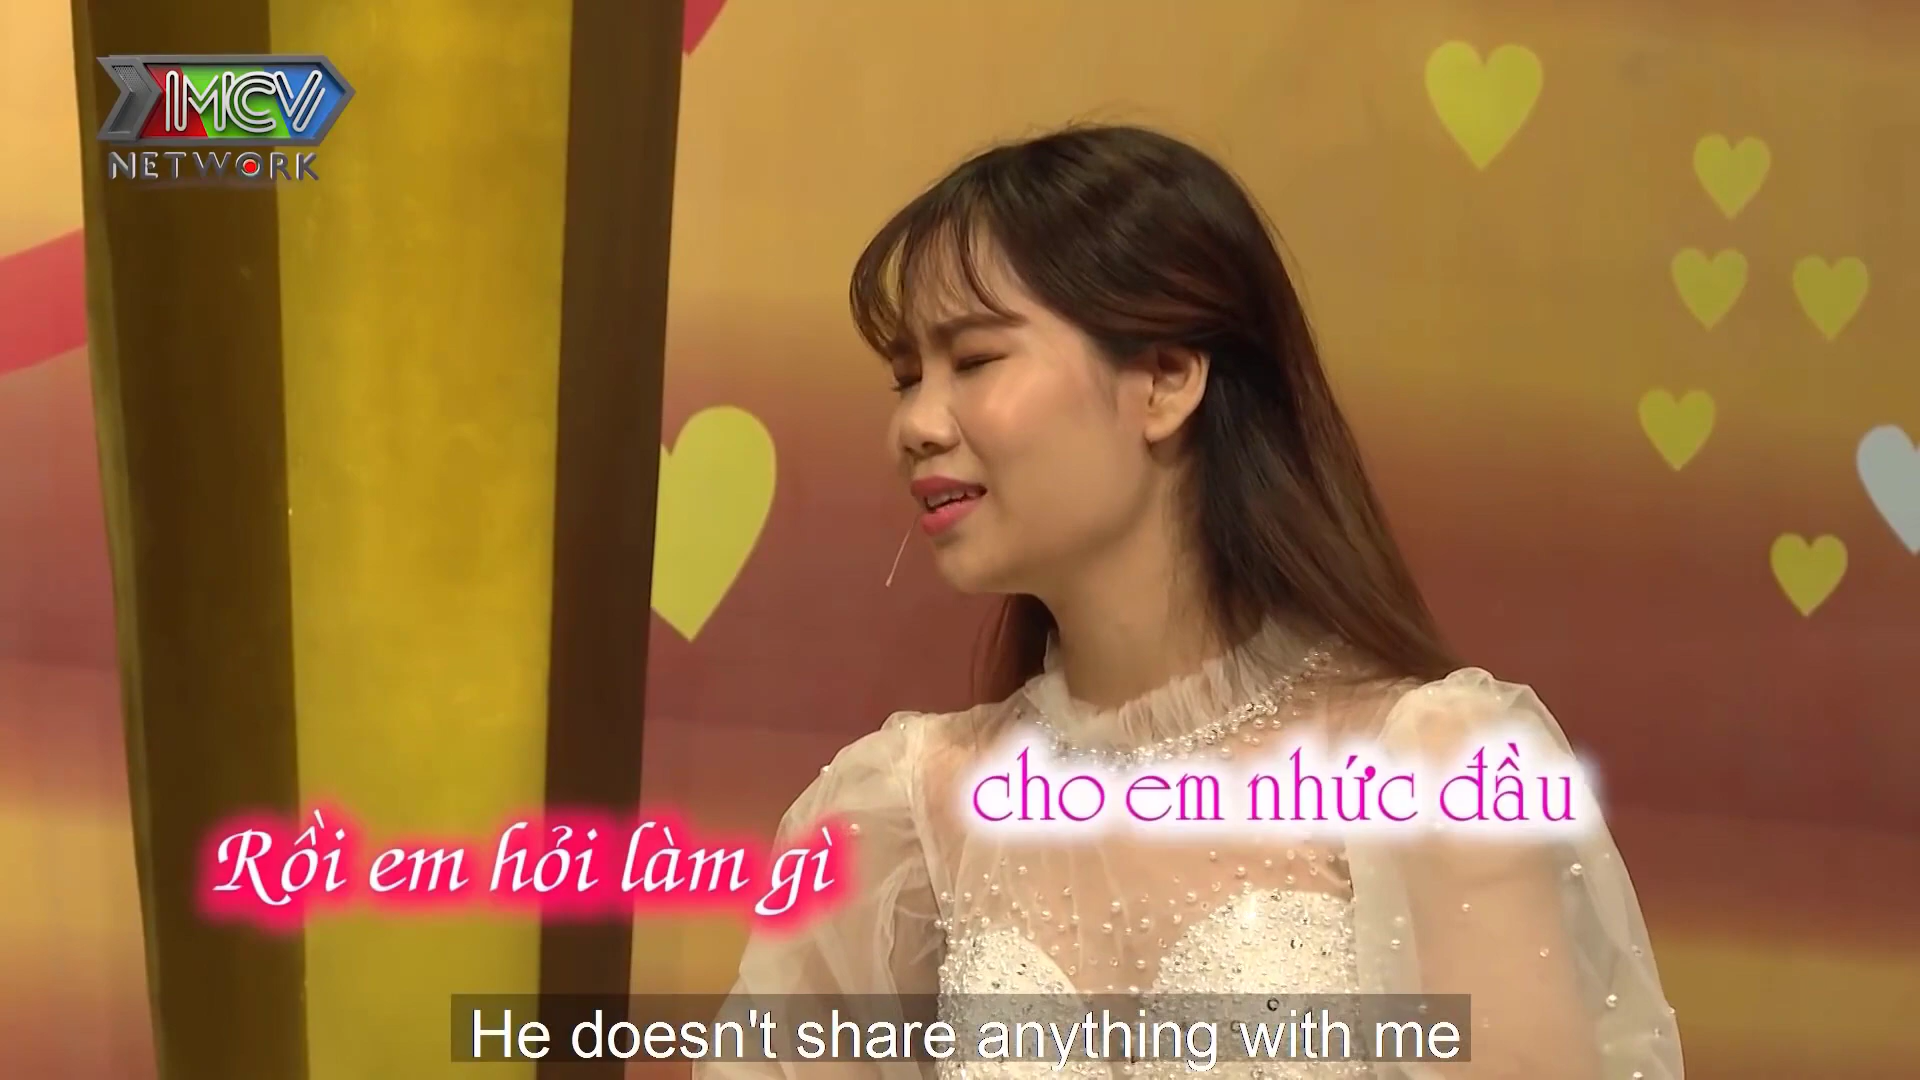 MCV
NETWORK
Rồi em hỏi làm gì
cho em nhức đầu
He doesn't share anything with me